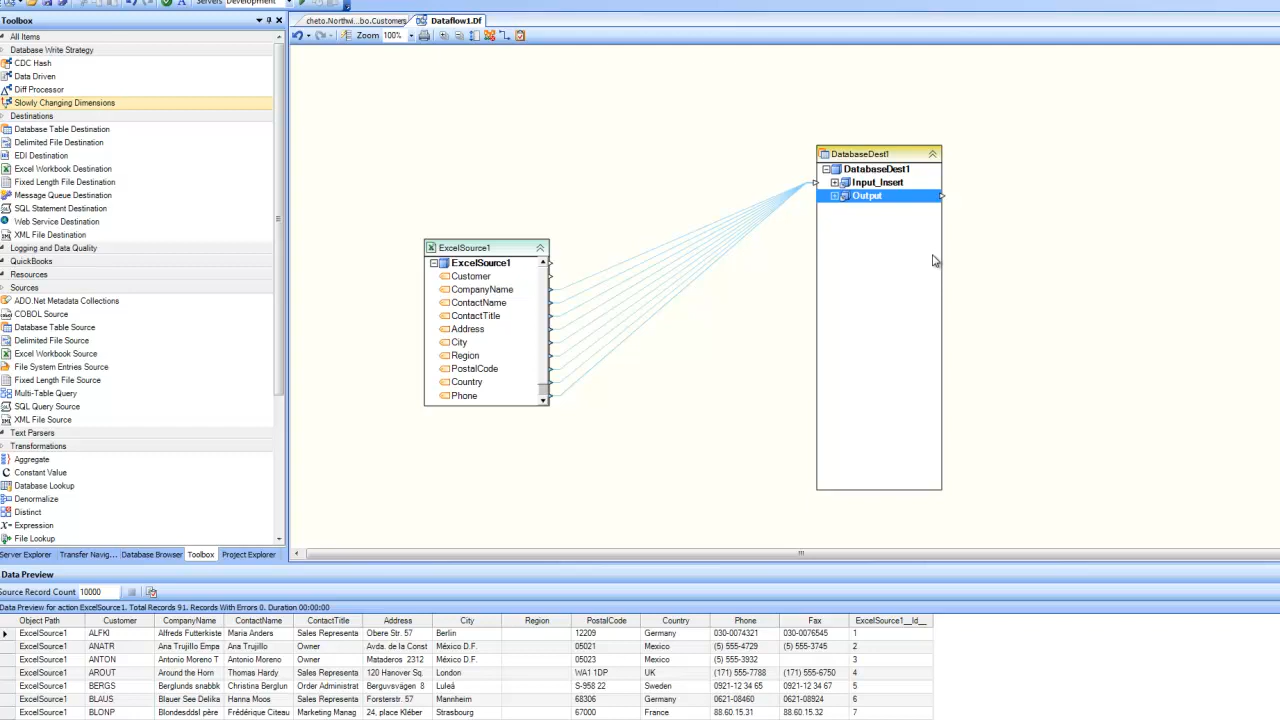 Servers Development
Toolbox
cheto.Northwi...bo.Customers
Dataflow1.Df
Zoom 100%
All Items
Database Write Strategy
CDC Hash
Data Driven
Diff Processor
Slowly Changing Dimensions
Destinations
Database Table Destination
Delimited File Destination
EDI Destination
Excel Workbook Destination
Fixed Length File Destination
Message Queue Destination
SQL Statement Destination
Web Service Destination
XML File Destination
Logging and Data Quality
QuickBooks
Resources
Sources
ADO.Net Metadata Collections
COBOL Source
Database Table Source
Delimited File Source
Excel Workbook Source
File System Entries Source
Fixed Length File Source
Multi-Table Query
SQL Query Source
XML File Source
Text Parsers
Transformations
Aggregate
Constant Value
Database Lookup
Denormalize
Distinct
Expression
File Lookup
Server Explorer Transfer Navig... Database Browser Toolbox Project Explorer
ExcelSource1
ExcelSource1
Customer
CompanyName
ContactName
ContactTitle
Address
City
Region
PostalCode
Country
Phone
DatabaseDest1
DatabaseDest1
Input_Insert
Output
Data Preview
Source Record Count 10000
Data Preview for action ExcelSource1. Total Records 91. Records With Errors 0. Duration 00:00:00
Object Path Customer CompanyName ContactName ContactTitle Address City Region PostalCode Country Phone Fax ExcelSource1__Id__
ExcelSource1 ALFKI Alfreds Futterkiste Maria Anders Sales Representa Obere Str. 57 Berlin 12209 Germany 030-0074321 030-0076545 1
ExcelSource1 ANATR Ana Trujillo Empa Ana Trujillo Owner Avda. de la Const México D.F. 05021 Mexico (5) 555-4729 (5) 555-3745 2
ExcelSource1 ANTON Antonio Moreno T Antonio Moreno Owner Mataderos 2312 México D.F. 05023 Mexico (5) 555-3932 3
ExcelSource1 AROUT Around the Horn Thomas Hardy Sales Representa 120 Hanover Sq. London WA1 1DP UK (171) 555-7788 (171) 555-6750 4
ExcelSource1 BERGS Berglunds snabbk Christina Berglun Order Administrat Berguvsvägen 8 Luleå S-958 22 Sweden 0921-12 34 65 0921-12 34 67 5
ExcelSource1 BLAUS Blauer See Delika Hanna Moos Sales Representa Forsterstr. 57 Mannheim 68306 Germany 0621-08460 0621-08924 6
ExcelSource1 BLONP Blondesddsl père Frédérique Citeau Marketing Manag 24, place Kléber Strasbourg 67000 France 88.60.15.31 88.60.15.32 7